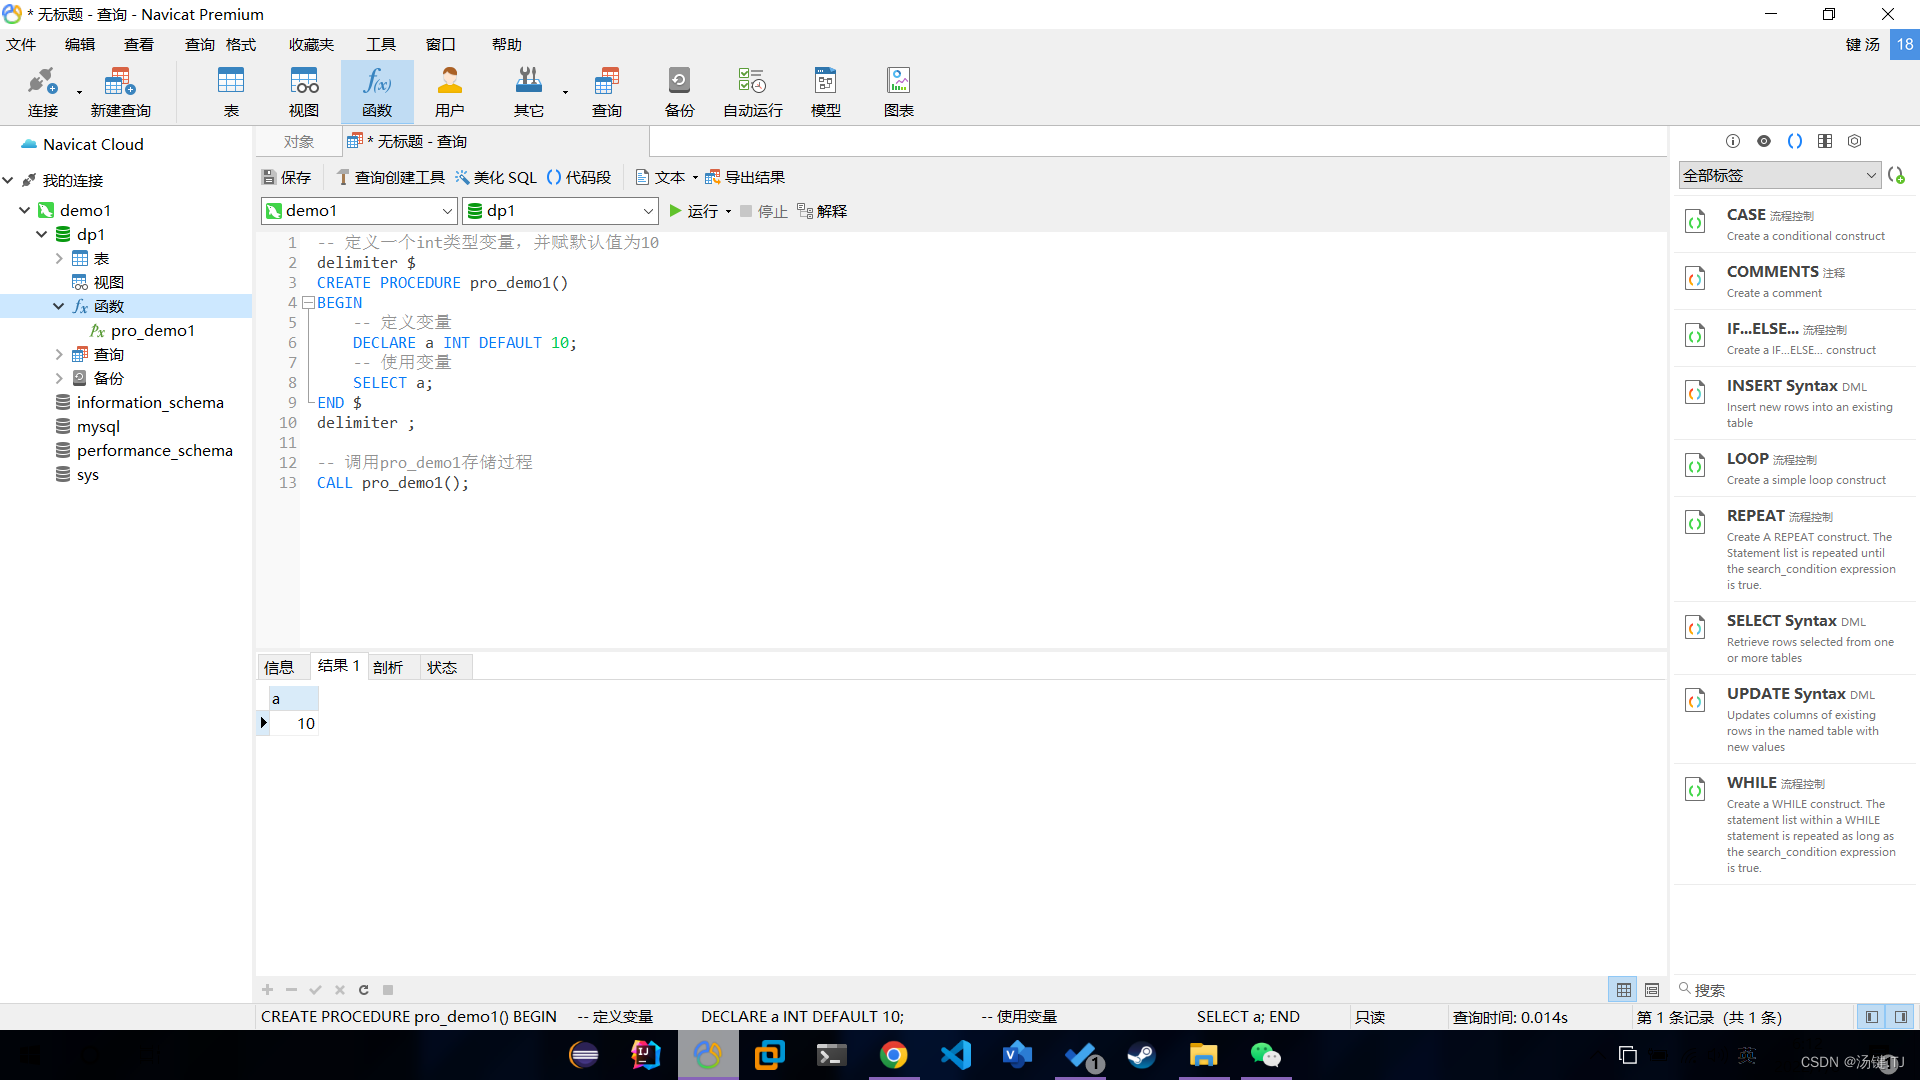 * 无标题 - 查询 - Navicat Premium
文件 编辑 查看 查询 格式 收藏夹 工具 窗口 帮助 键 汤 18
连接 新建查询 表 视图 函数 用户 其它 查询 备份 自动运行 模型 图表
Navicat Cloud
我的连接
demo1
dp1
表
视图
函数
pro_demo1
查询
备份
information_schema
mysql
performance_schema
sys
对象 * 无标题 - 查询
保存 查询创建工具 美化 SQL 代码段 文本 导出结果
demo1 dp1 运行 停止 解释
1 -- 定义一个int类型变量，并赋默认值为10
2 delimiter $
3 CREATE PROCEDURE pro_demo1()
4 BEGIN
5 -- 定义变量
6 DECLARE a INT DEFAULT 10;
7 -- 使用变量
8 SELECT a;
9 END $
10 delimiter ;
11
12 -- 调用pro_demo1存储过程
13 CALL pro_demo1();
信息 结果 1 剖析 状态
a
10
全部标签
CASE 流程控制
Create a conditional construct
COMMENTS 注释
Create a comment
IF...ELSE... 流程控制
Create a IF...ELSE... construct
INSERT Syntax DML
Insert new rows into an existing
table
LOOP 流程控制
Create a simple loop construct
REPEAT 流程控制
Create A REPEAT construct. The
Statement list is repeated until
the search_condition expression
is true.
SELECT Syntax DML
Retrieve rows selected from one
or more tables
UPDATE Syntax DML
Updates columns of existing
rows in the named table with
new values
WHILE 流程控制
Create a WHILE construct. The
statement list within a WHILE
statement is repeated as long as
the search_condition expression
is true.
搜索
CREATE PROCEDURE pro_demo1() BEGIN -- 定义变量 DECLARE a INT DEFAULT 10; -- 使用变量 SELECT a; END 只读 查询时间: 0.014s 第 1 条记录 (共 1 条)
1
英
CSDN @汤键.TJ